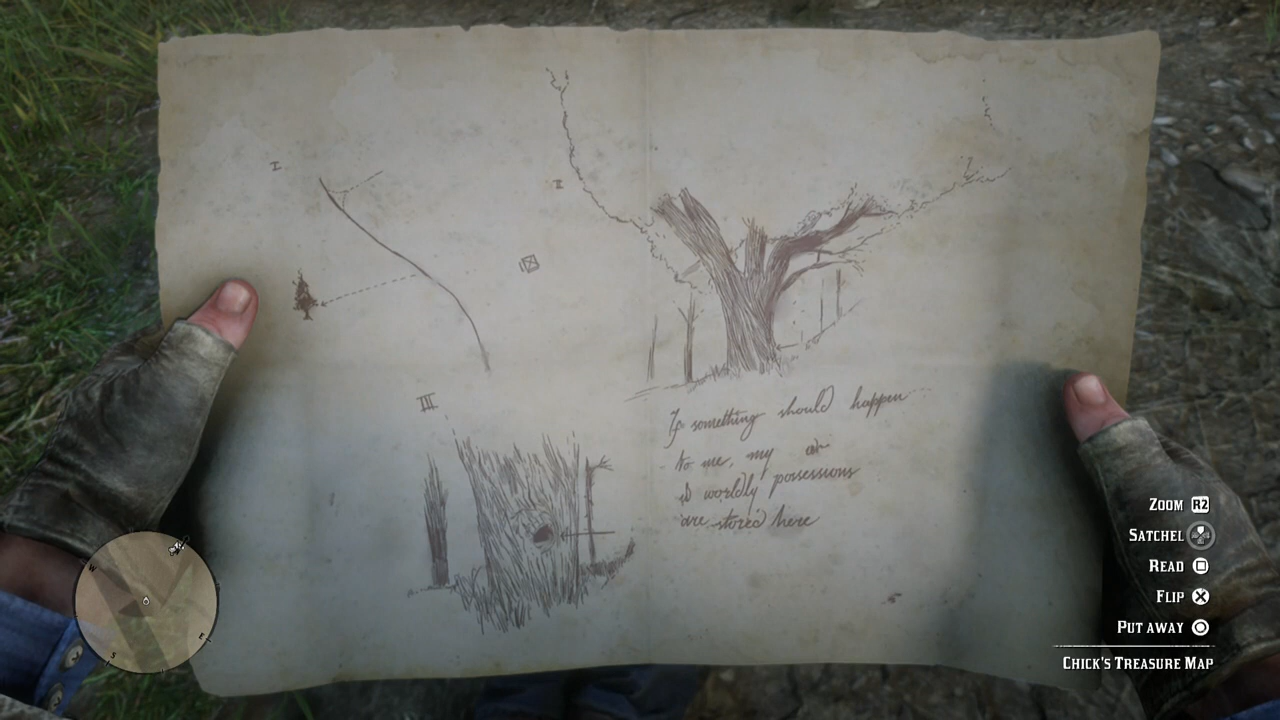 I
I
III
If something should happen
to me, my
worldly possessions
are stored here
W
E
S
ZOOM R2
SATCHEL
READ
FLIP
PUT AWAY
CHICK'S TREASURE MAP